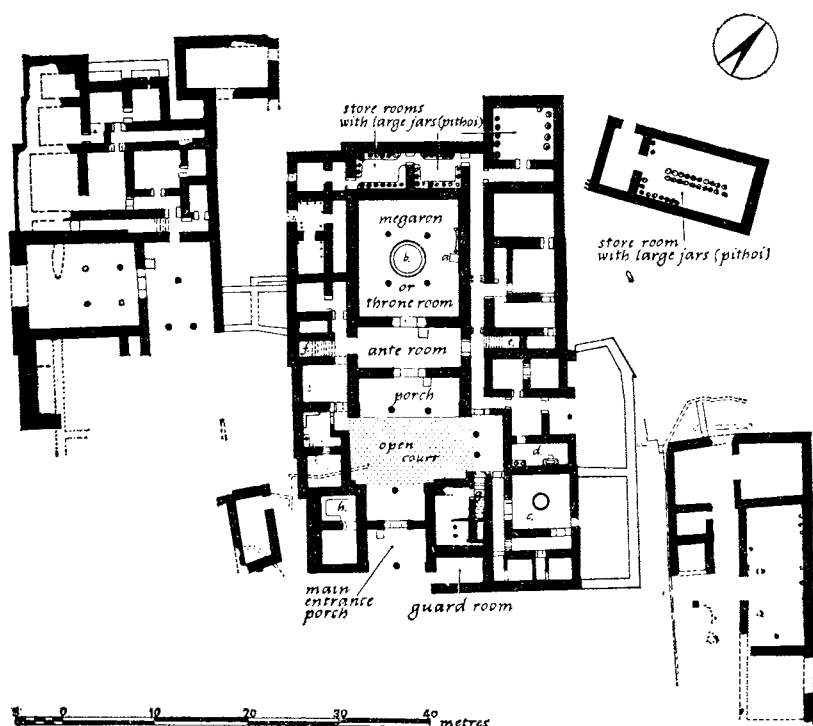 store rooms
with large jars (pithoi)
store room
with large jars (pithoi)
megaron
b.
a.
or
throne room
f.
ante room
e.
porch
open
court
d.
g.
h.
c.
main
entrance
porch
guard room
5 0 10 20 30 40 metres